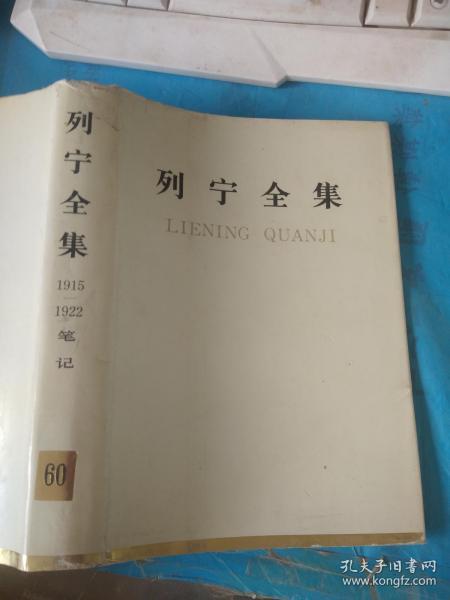 列宁全集
1915
—
1922
笔记
60
列宁全集
LIENING QUANJI
孔夫子旧书网
www.kongfz.com